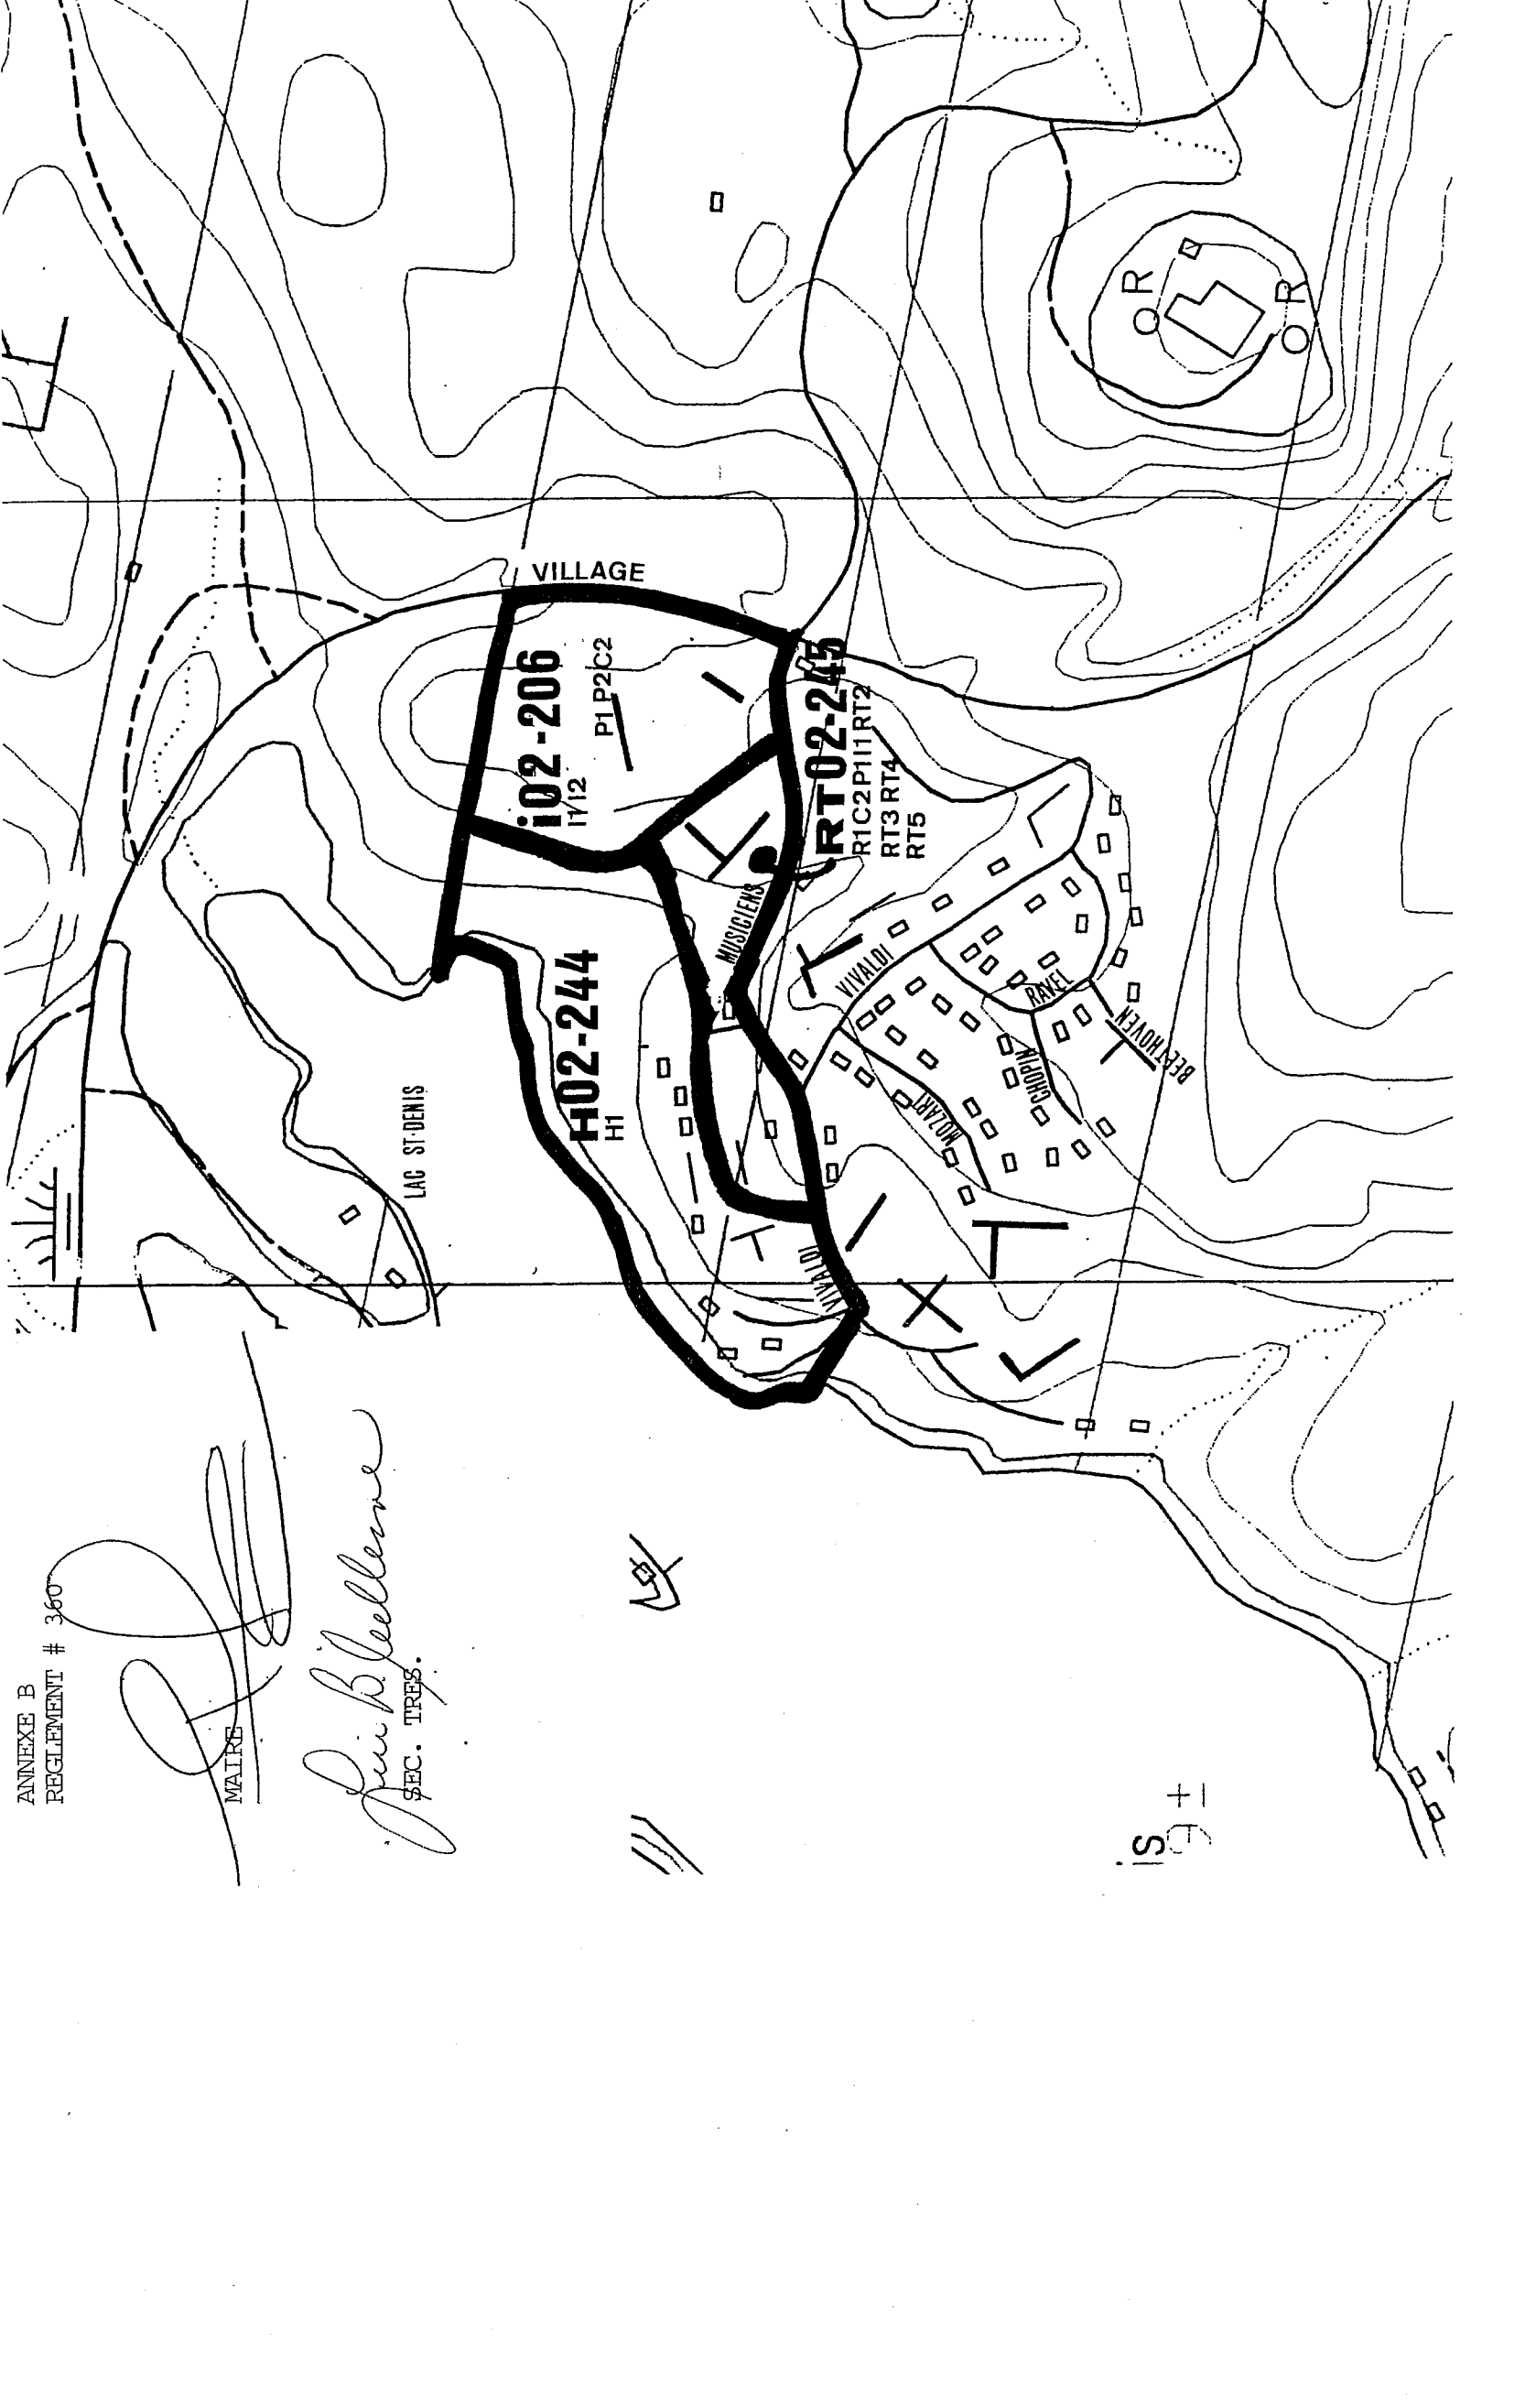 ANNEXE B
REGLEMENT # 360
MAIRE
SEC. TRES.
LAC ST-DENIS
VILLAGE
i02-206
I1 I2
P1 P2 C2
H02-244
H1
RT02-245
R1 C2 P1 I1 RT2
RT3 RT4
RT5
MUSICIENS
VIVALDI
VIVALDI
MOZART
CHOPIN
RAVEL
BEETHOVEN